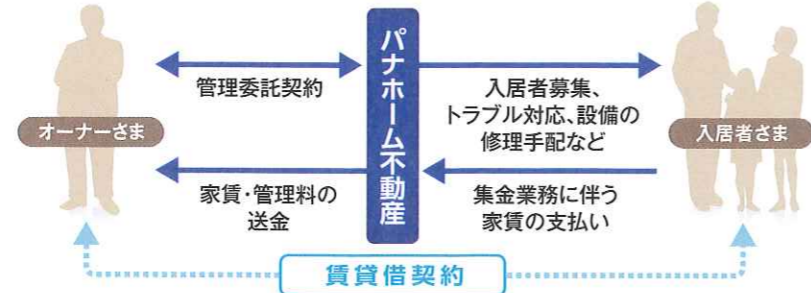 オーナーさま
管理委託契約
家賃・管理料の
送金
パナホーム不動産
入居者募集、
トラブル対応、設備の
修理手配など
集金業務に伴う
家賃の支払い
入居者さま
賃貸借契約